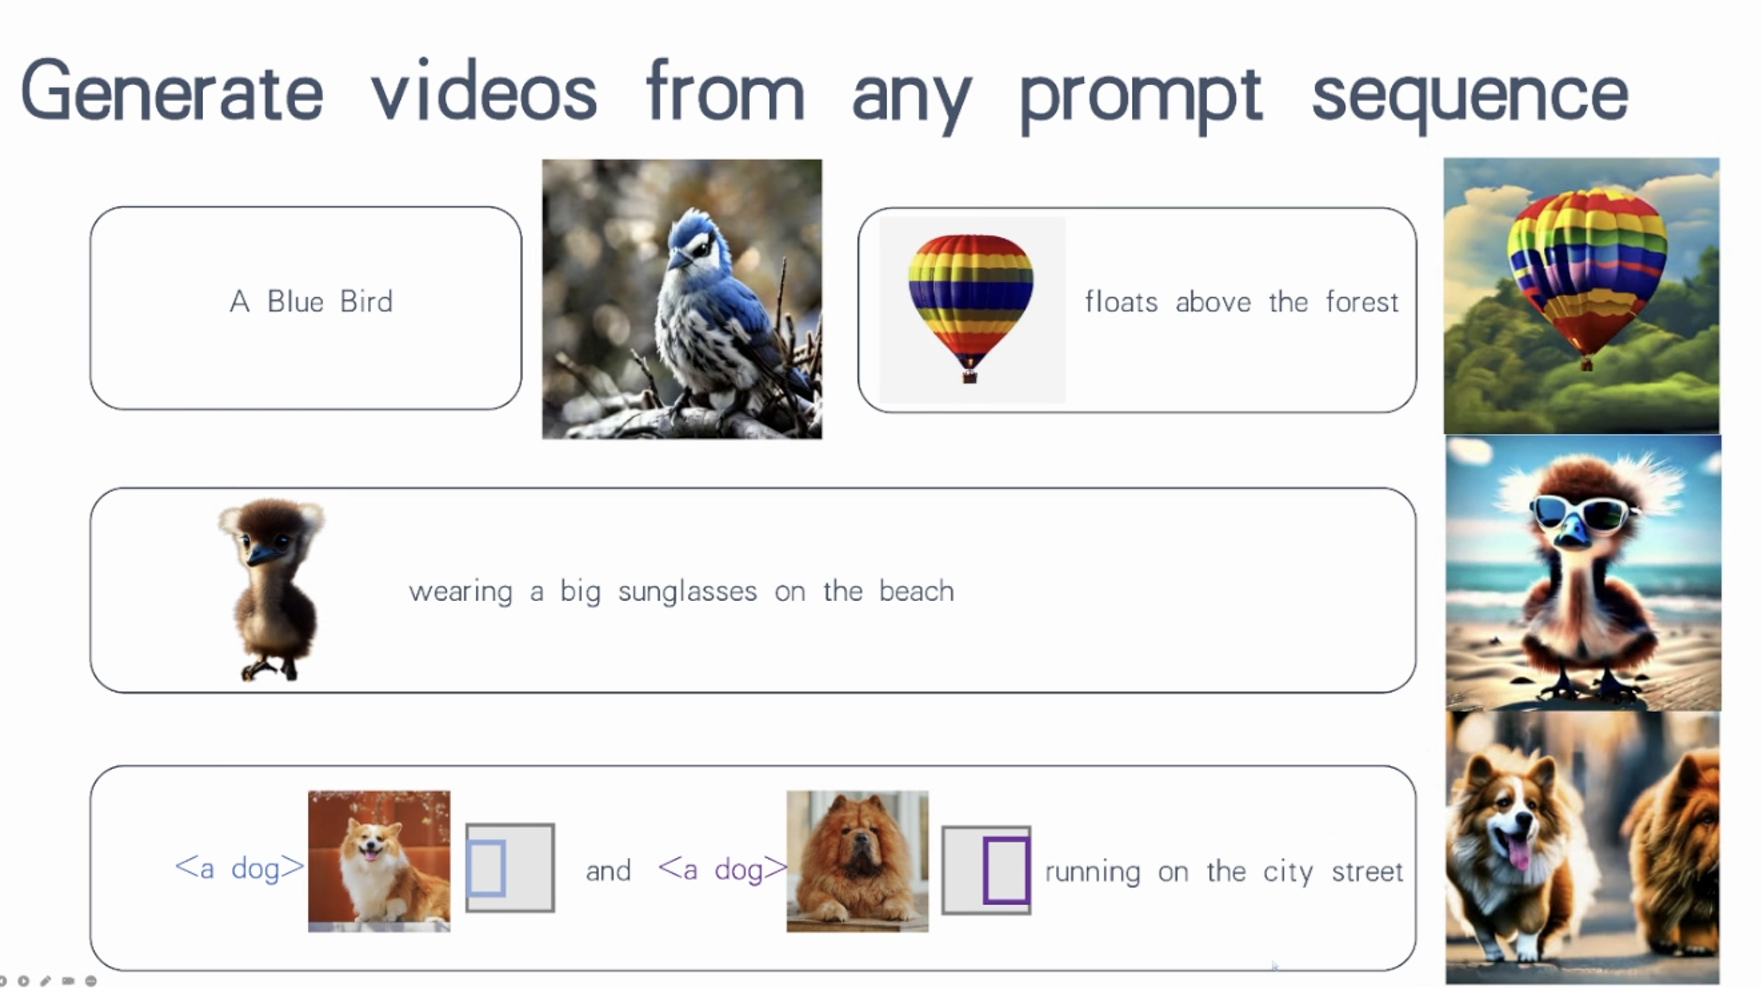 Generate videos from any prompt sequence
A Blue Bird
floats above the forest
wearing a big sunglasses on the beach
<a dog> and <a dog> running on the city street